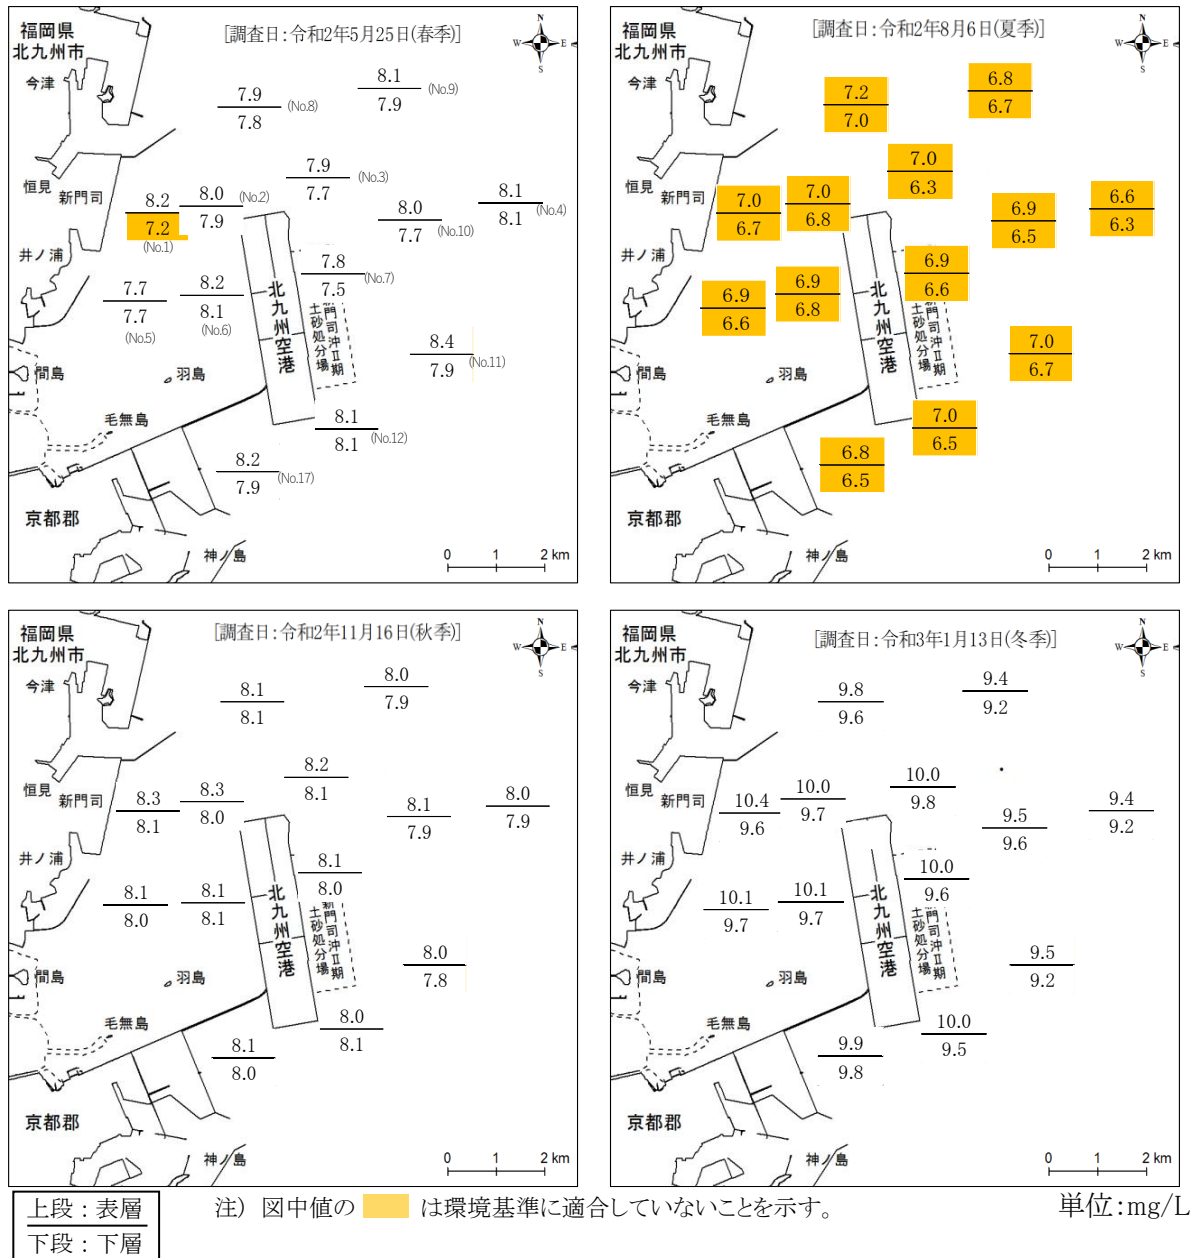 福岡県
北九州市
[調査日:令和2年5月25日(春季)]
N
W E
S
今津
7.9
7.8
(No.8)
8.1
7.9
(No.9)
7.9
7.7
(No.3)
恒見
新門司
8.2
7.2
(No.1)
8.0
7.9
(No.2)
8.0
7.7
(No.10)
8.1
8.1
(No.4)
井ノ浦
7.8
7.5
(No.7)
7.7
7.7
(No.5)
8.2
8.1
(No.6)
北九州空港
新門司沖Ⅱ期
土砂処分場
8.4
7.9
(No.11)
間島
羽島
毛無島
8.1
8.1
(No.12)
8.2
7.9
(No.17)
京都郡
神ノ島
0 1 2 km
福岡県
北九州市
[調査日:令和2年8月6日(夏季)]
N
W E
S
今津
7.2
7.0
6.8
6.7
7.0
6.3
恒見
新門司
7.0
6.7
7.0
6.8
6.9
6.5
6.6
6.3
井ノ浦
6.9
6.6
6.9
6.6
6.9
6.8
北九州空港
新門司沖Ⅱ期
土砂処分場
7.0
6.7
間島
羽島
毛無島
7.0
6.5
6.8
6.5
京都郡
神ノ島
0 1 2 km
福岡県
北九州市
[調査日:令和2年11月16日(秋季)]
N
W E
S
今津
8.1
8.1
8.0
7.9
8.2
8.1
恒見
新門司
8.3
8.1
8.3
8.0
8.1
7.9
8.0
7.9
井ノ浦
8.1
8.0
8.1
8.0
8.1
8.1
北九州空港
新門司沖Ⅱ期
土砂処分場
8.0
7.8
間島
羽島
毛無島
8.0
8.1
8.1
8.0
京都郡
神ノ島
0 1 2 km
福岡県
北九州市
[調査日:令和3年1月13日(冬季)]
N
W E
S
今津
9.8
9.6
9.4
9.2
10.0
9.8
恒見
新門司
10.4
9.6
10.0
9.7
9.5
9.6
9.4
9.2
井ノ浦
10.0
9.6
10.1
9.7
10.1
9.7
北九州空港
新門司沖Ⅱ期
土砂処分場
9.5
9.2
間島
羽島
毛無島
10.0
9.5
9.9
9.8
京都郡
神ノ島
0 1 2 km
上段:表層
下段:下層
注) 図中値の は環境基準に適合していないことを示す。
単位:mg/L